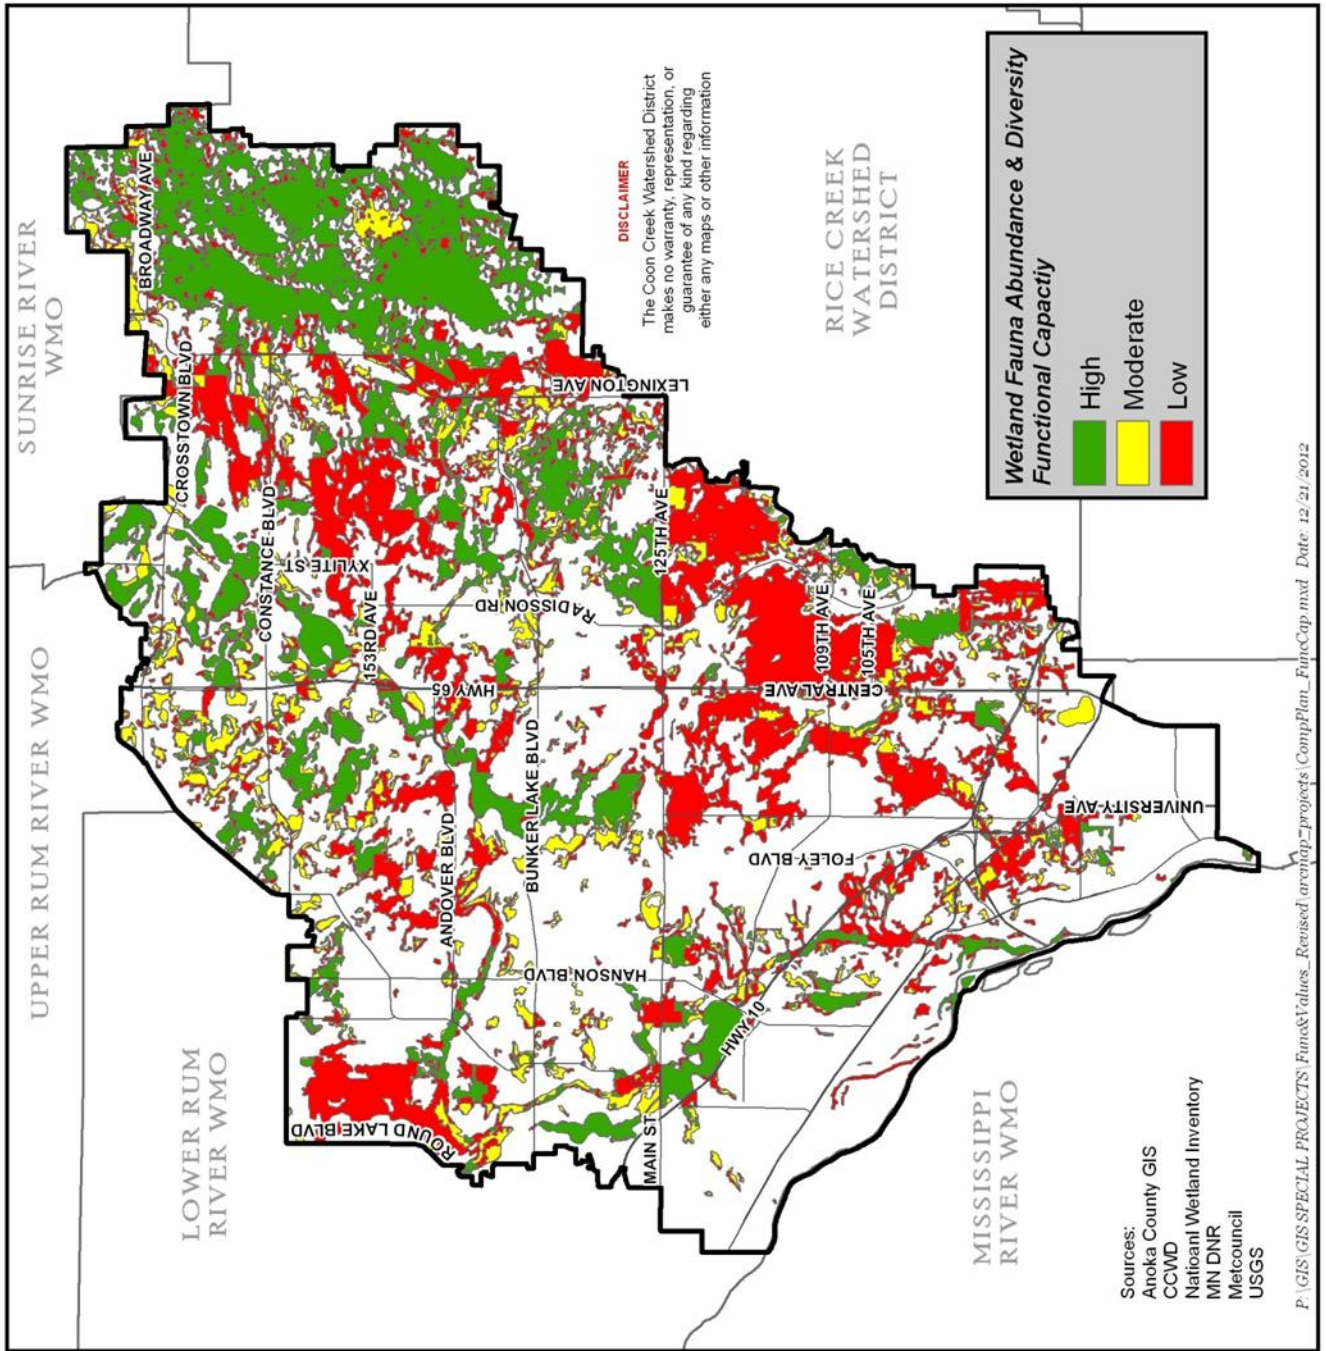 SUNRISE RIVER
WMO
UPPER RUM RIVER WMO
LOWER RUM
RIVER WMO
BROADWAY AVE
CROSSTOWN BLVD
CONSTANCE BLVD
XYLITE ST
153RD AVE
RADISSON RD
HWY 65
LEXINGTON AVE
ANDOVER BLVD
BUNKER LAKE BLVD
HANSON BLVD
ROUND LAKE BLVD
125TH AVE
MAIN ST
109TH AVE
105TH AVE
CENTRAL AVE
FOLEY BLVD
HWY 10
UNIVERSITY AVE
DISCLAIMER
The Coon Creek Watershed District
makes no warranty, representation, or
guarantee of any kind regarding
either any maps or other information
RICE CREEK
WATERSHED
DISTRICT
MISSISSIPPI
RIVER WMO
Wetland Fauna Abundance & Diversity
Functional Capactiy
High
Moderate
Low
Sources:
Anoka County GIS
CCWD
Natioanl Wetland Inventory
MN DNR
Metcouncil
USGS
P:\GIS\GIS SPECIAL PROJECTS\Func&Values_Revised\arcmap_projects\CompPlan_FuncCap.mxd Date: 12/21/2012